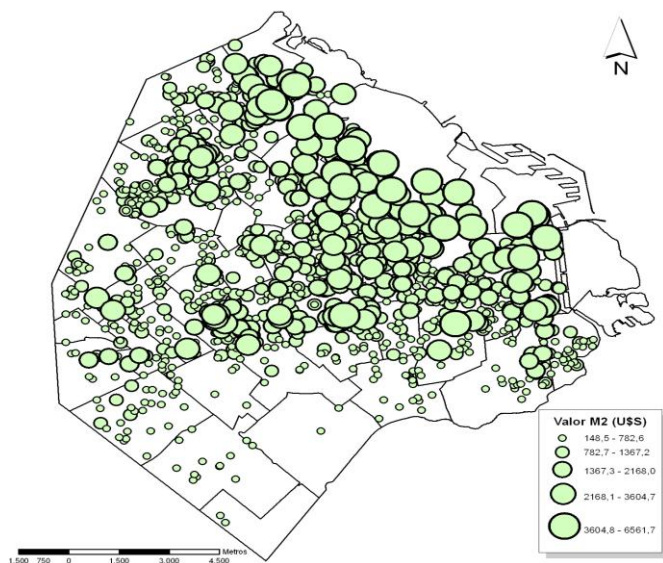 N
Valor M2 (U$S)
148,5 - 782,6
782,7 - 1367,2
1367,3 - 2168,0
2168,1 - 3604,7
3604,8 - 6561,7
Metros
1.500 750 0 1.500 3.000 4.500